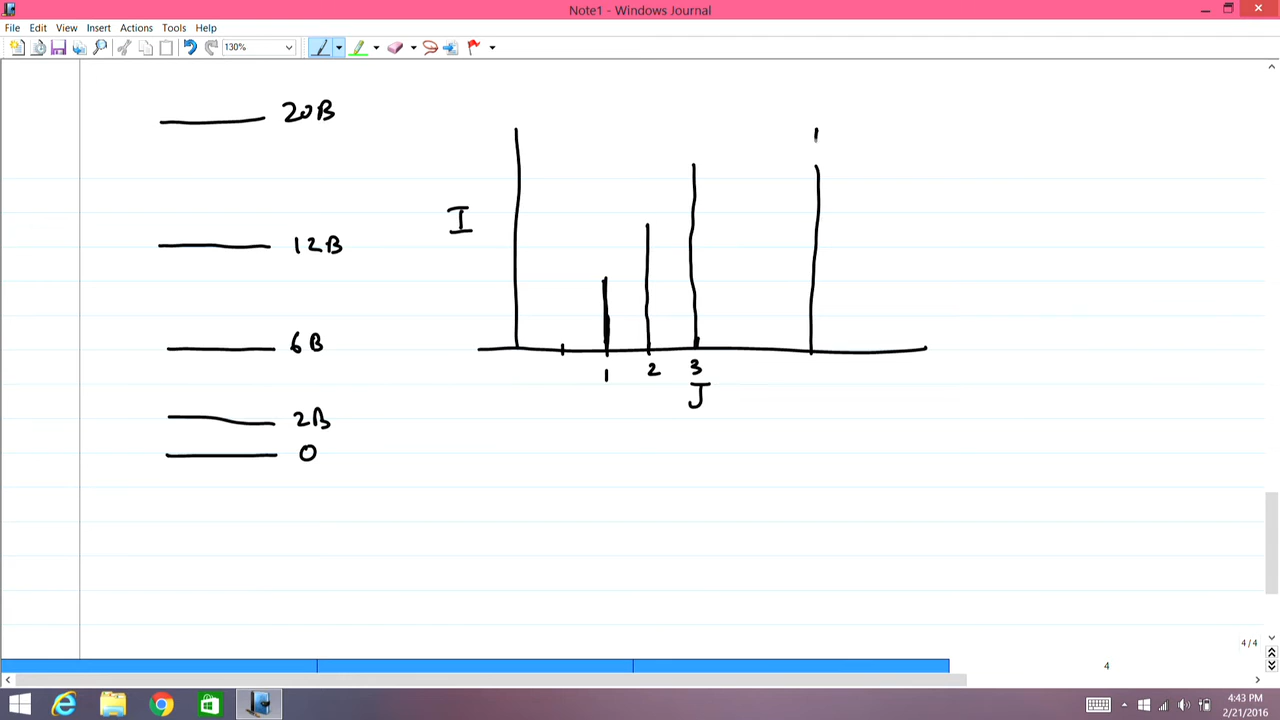 Note1 - Windows Journal
File Edit View Insert Actions Tools Help
130%
20B
I
12B
6B
1 2 3
J
2B
0
4 / 4
4
4:43 PM
2/21/2016